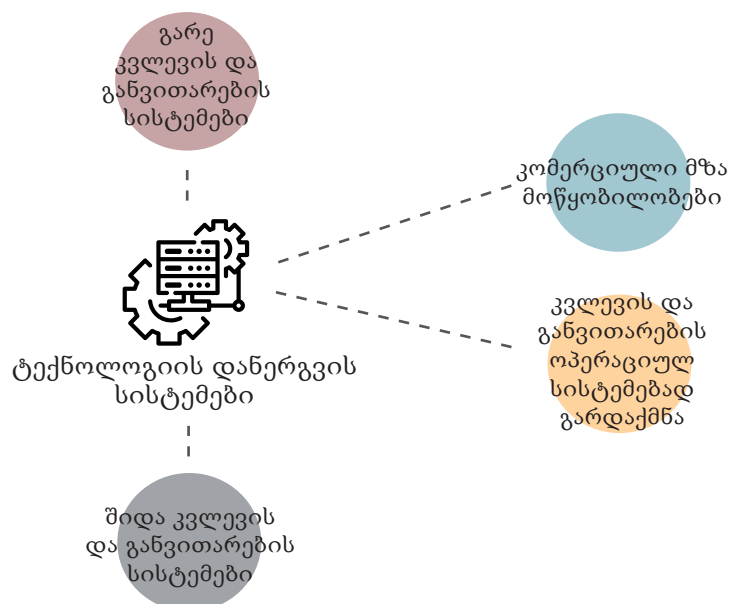 გარე
კვლევის და
განვითარების
სისტემები
კომერციული მზა
მოწყობილობები
კვლევის და
განვითარების
ოპერაციულ
სისტემებად
გარდაქმნა
ტექნოლოგიის დანერგვის
სისტემები
შიდა კვლევის
და განვითარების
სისტემები